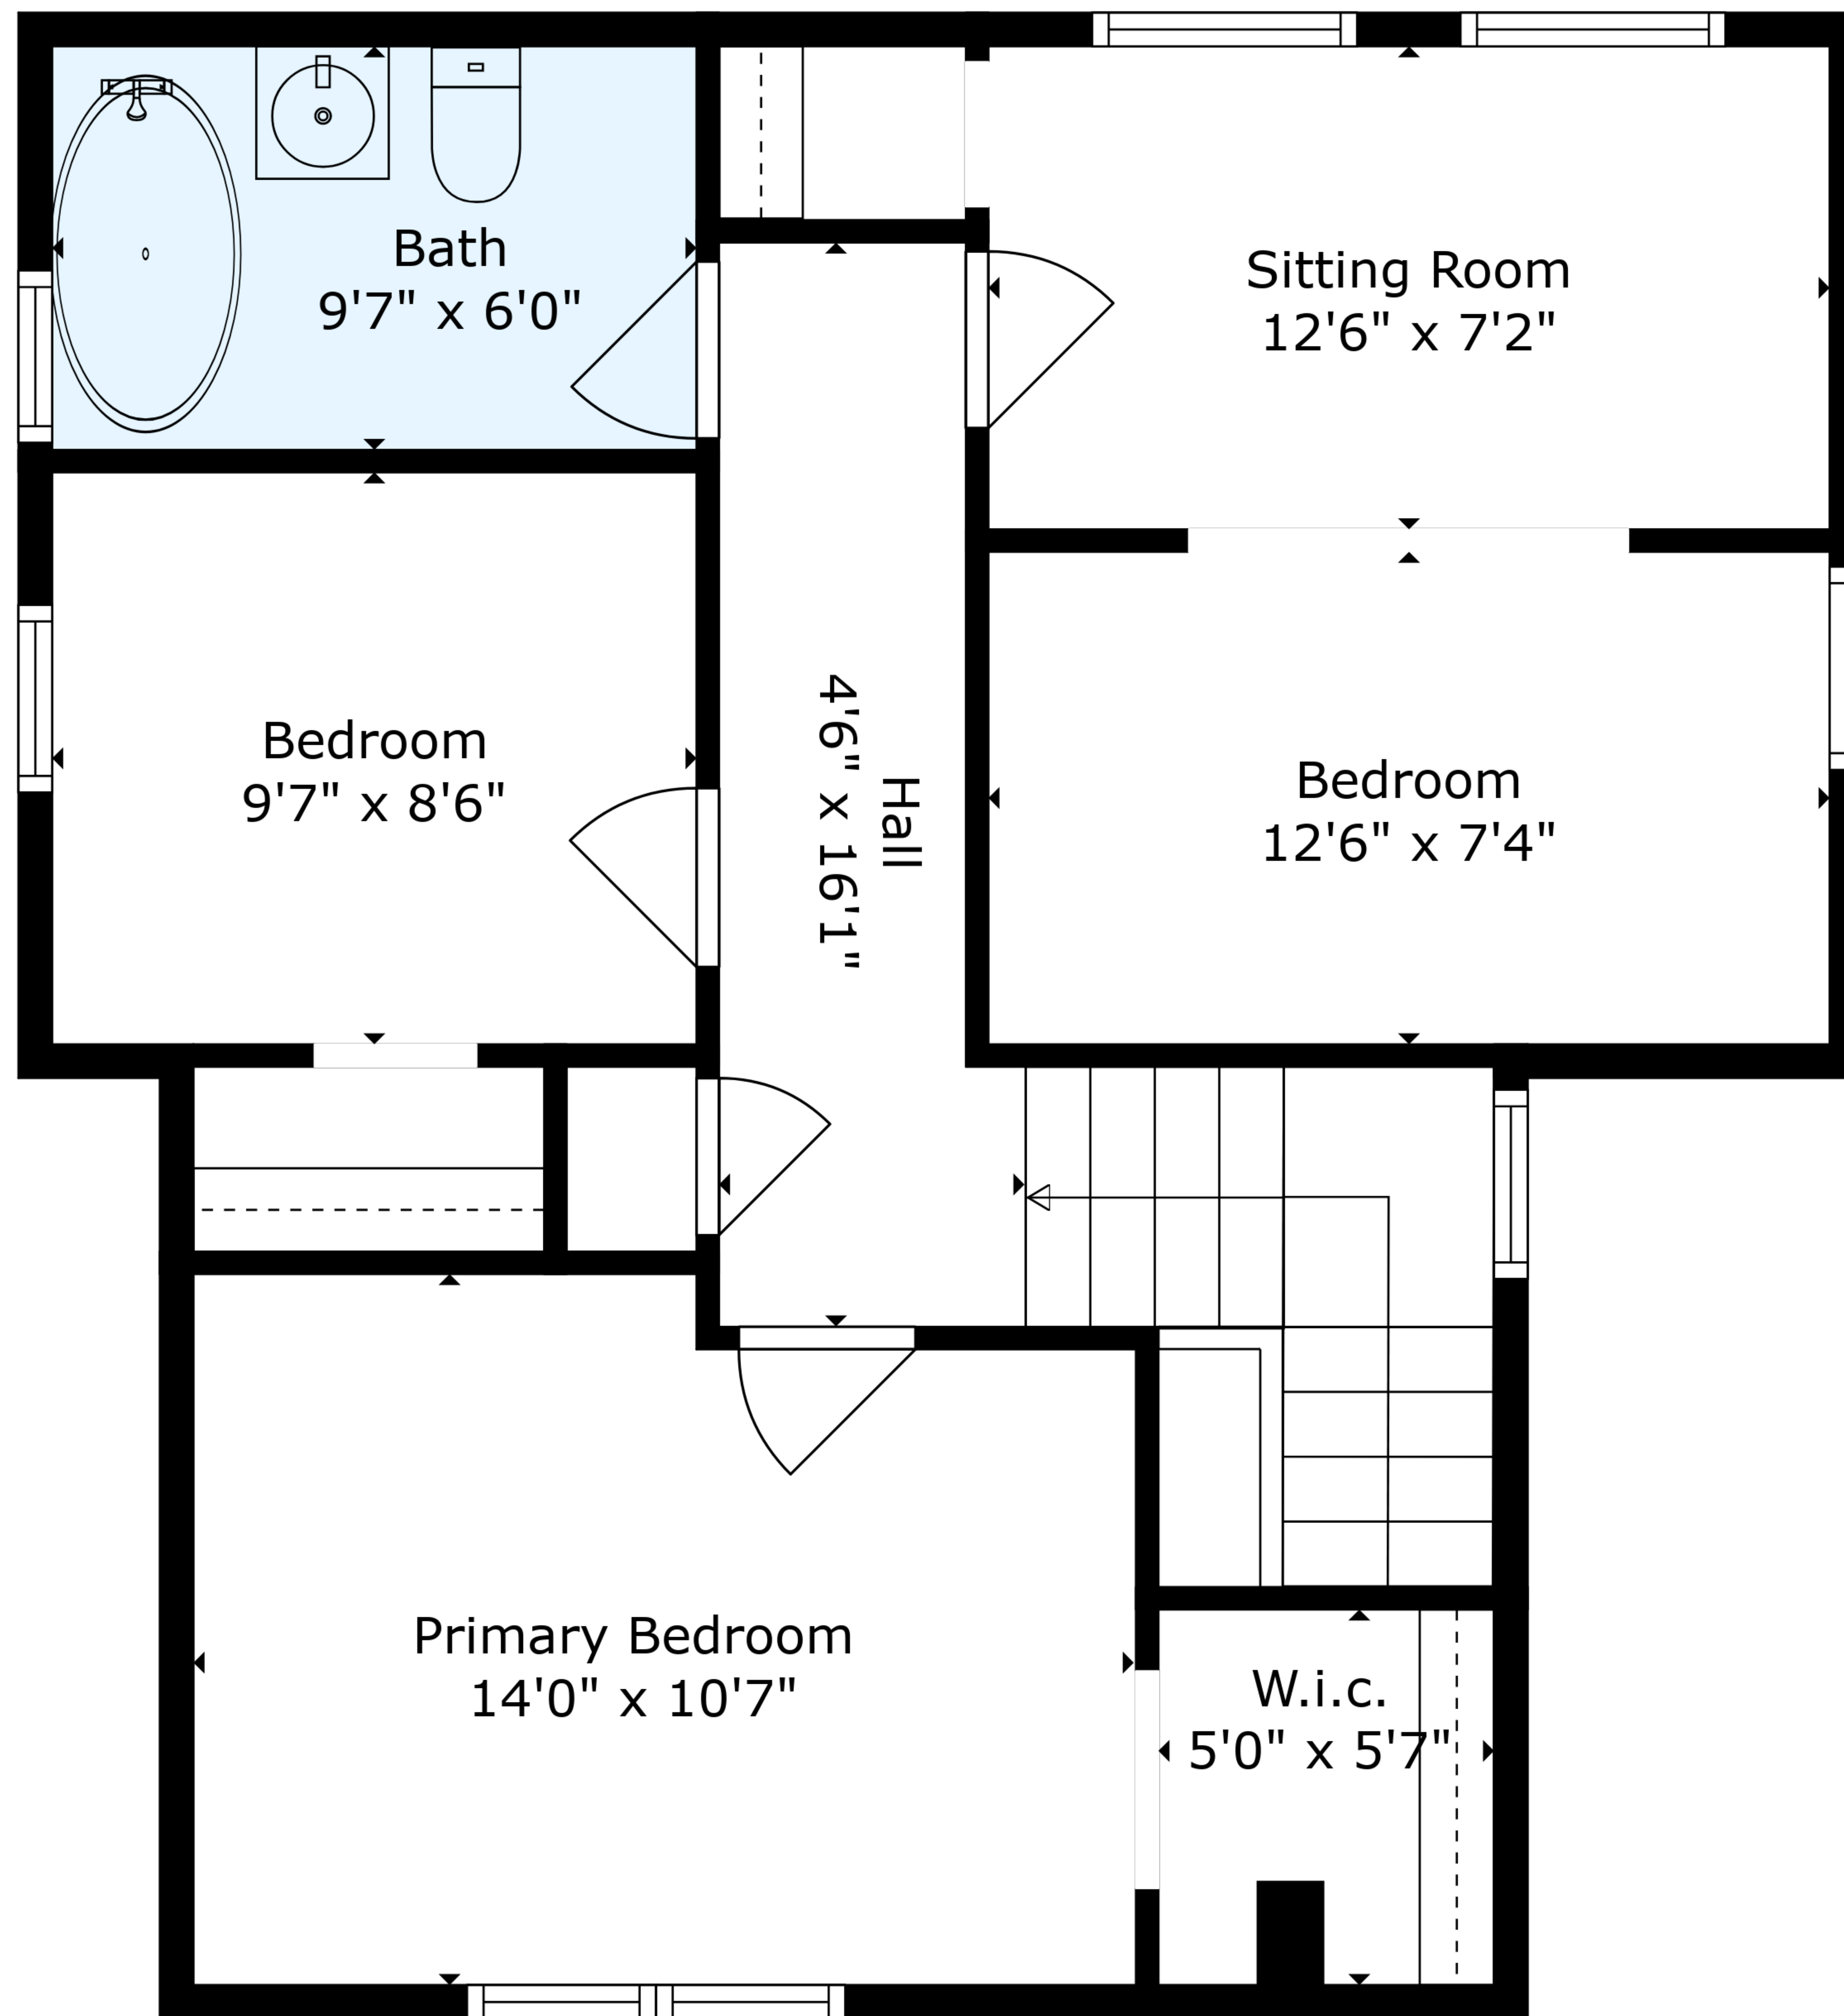 Bath
9'7" x 6'0"
Sitting Room
12'6" x 7'2"
Bedroom
9'7" x 8'6"
Hall
4'6" x 16'1"
Bedroom
12'6" x 7'4"
Primary Bedroom
14'0" x 10'7"
W.i.c.
5'0" x 5'7"